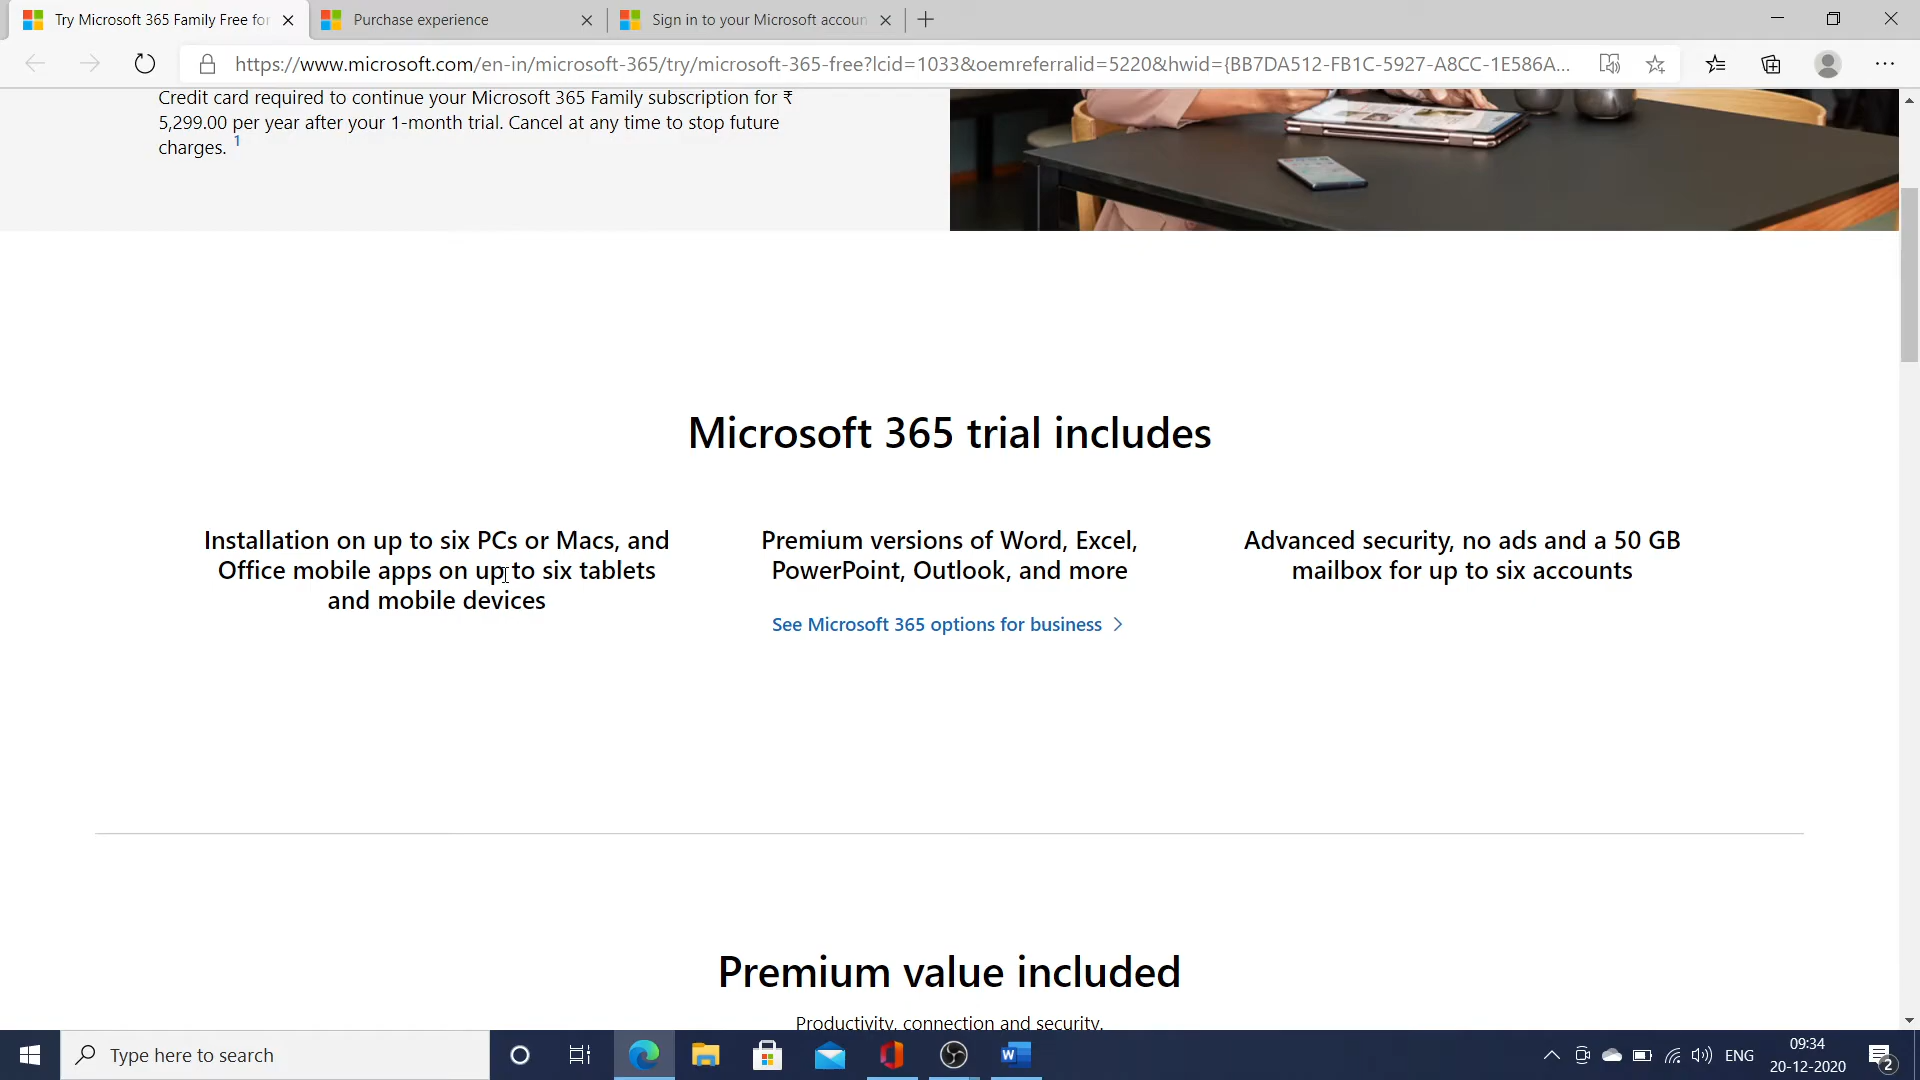 Try Microsoft 365 Family Free for
Purchase experience
Sign in to your Microsoft accoun
https://www.microsoft.com/en-in/microsoft-365/try/microsoft-365-free?lcid=1033&oemreferralid=5220&hwid={BB7DA512-FB1C-5927-A8CC-1E586A...
Credit card required to continue your Microsoft 365 Family subscription for ₹
5,299.00 per year after your 1-month trial. Cancel at any time to stop future
charges. 1
Microsoft 365 trial includes
Installation on up to six PCs or Macs, and
Office mobile apps on up to six tablets
and mobile devices
Premium versions of Word, Excel,
PowerPoint, Outlook, and more
See Microsoft 365 options for business
Advanced security, no ads and a 50 GB
mailbox for up to six accounts
Premium value included
Productivity, connection and security.
Type here to search
W
ENG
09:34
20-12-2020
2